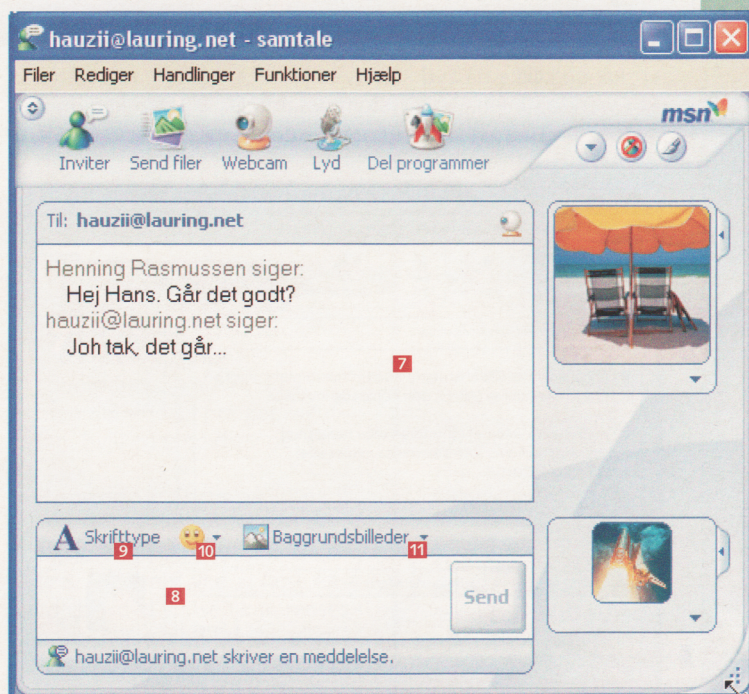 hauzii@lauring.net - samtale
Filer Rediger Handlinger Funktioner Hjælp
msn
Inviter Send filer Webcam Lyd Del programmer
Til: hauzii@lauring.net
Henning Rasmussen siger:
Hej Hans. Går det godt?
hauzii@lauring.net siger:
Joh tak, det går...
7
A Skrifttype Baggrundsbilleder
9 10 11
8
Send
hauzii@lauring.net skriver en meddelelse.